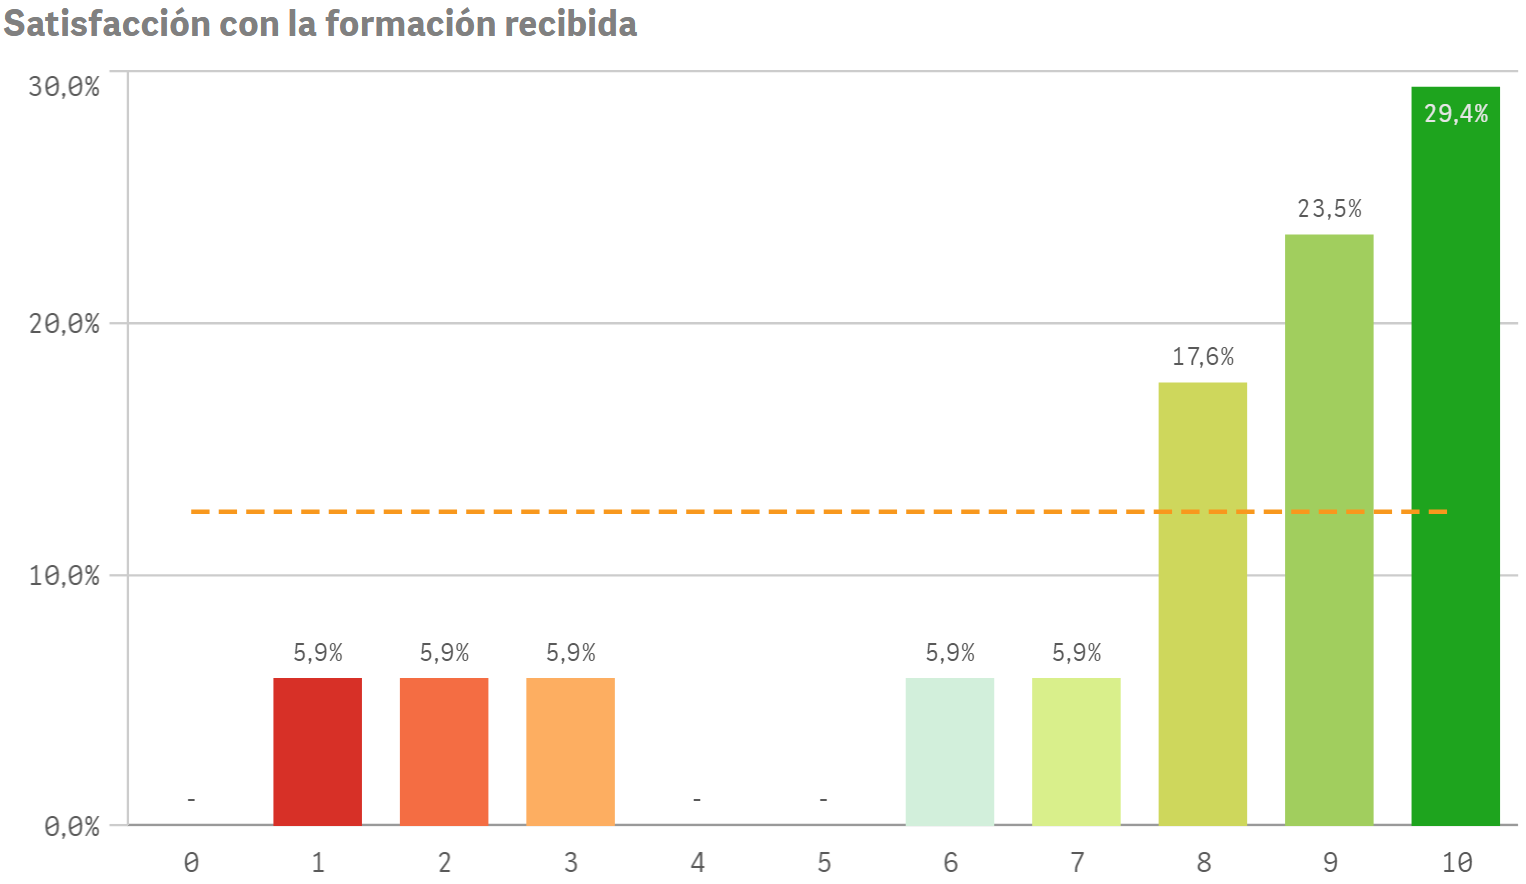 Satisfacción con la formación recibida
30,0%
29,4%
23,5%
20,0%
17,6%
10,0%
5,9% 5,9% 5,9% 5,9% 5,9%
- - -
0,0%
0 1 2 3 4 5 6 7 8 9 10